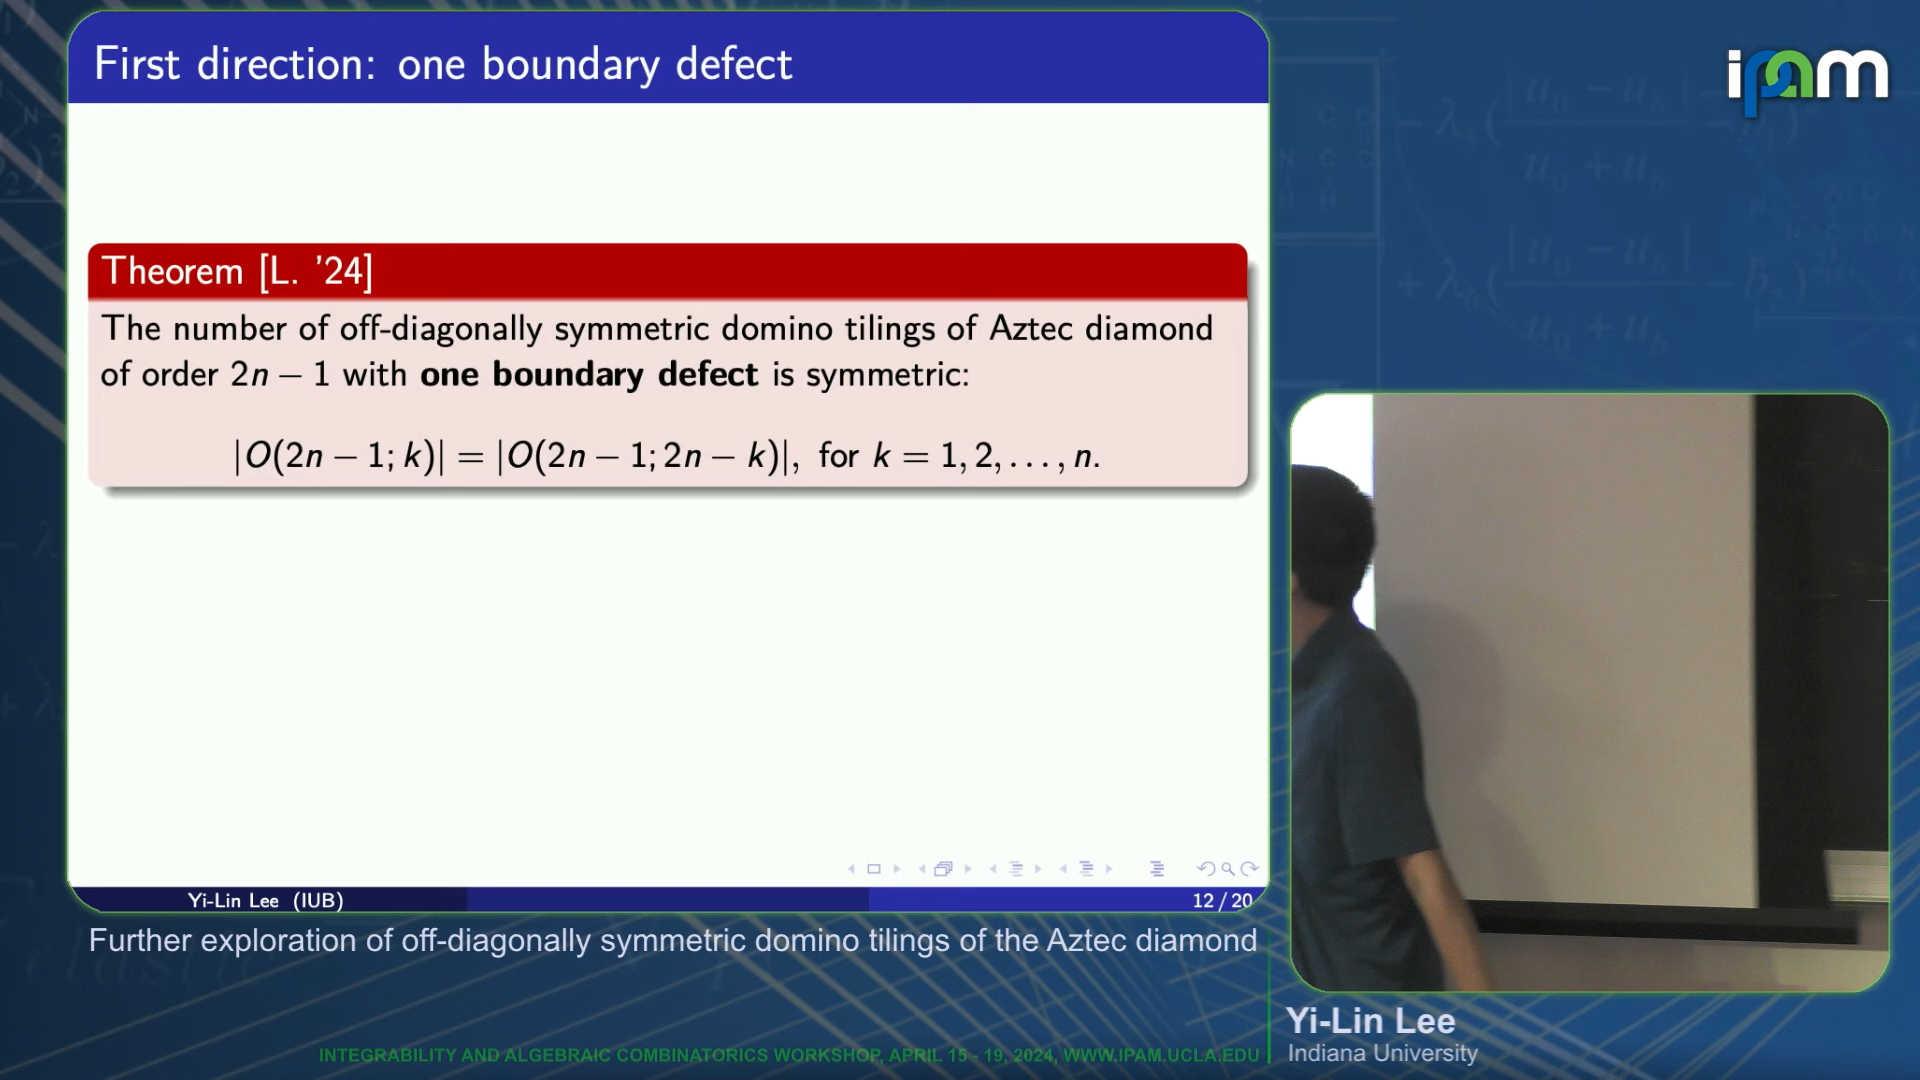 First direction: one boundary defect
ipam
Theorem [L. '24]
The number of off-diagonally symmetric domino tilings of Aztec diamond
of order 2n − 1 with one boundary defect is symmetric:
|O(2n − 1; k)| = |O(2n − 1; 2n − k)|, for k = 1, 2, . . . , n.
Yi-Lin Lee (IUB)
12 / 20
Further exploration of off-diagonally symmetric domino tilings of the Aztec diamond
Yi-Lin Lee
Indiana University
INTEGRABILITY AND ALGEBRAIC COMBINATORICS WORKSHOP, APRIL 15 - 19, 2024, WWW.IPAM.UCLA.EDU